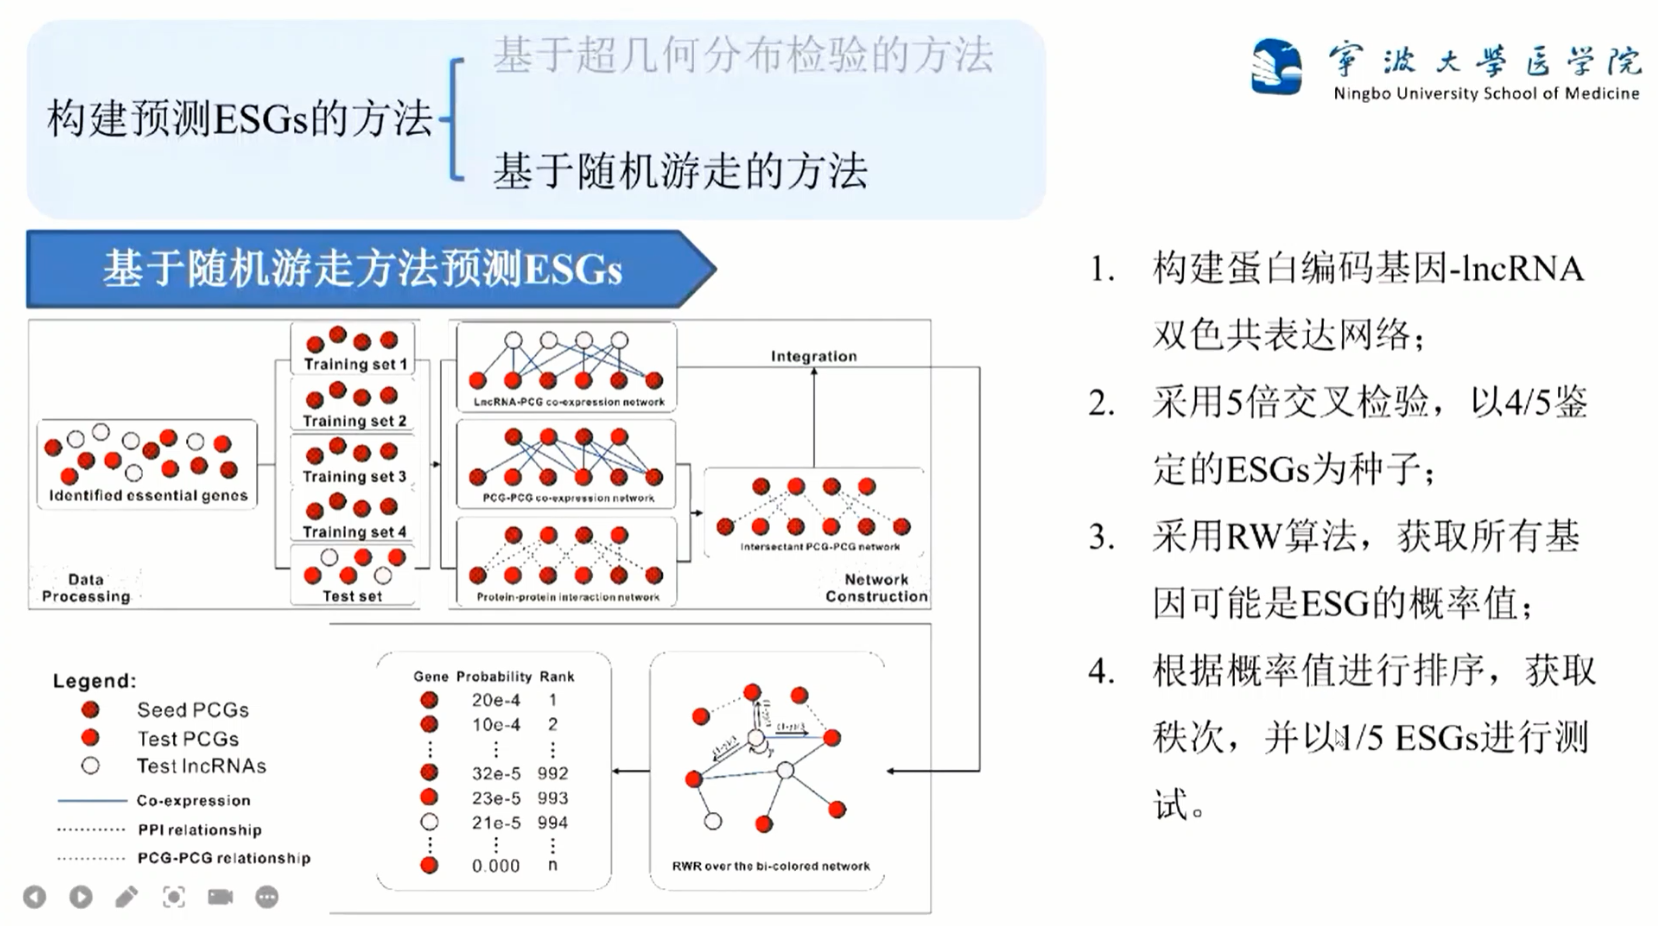 基于超几何分布检验的方法
构建预测ESGs的方法
基于随机游走的方法
宁波大学医学院
Ningbo University School of Medicine
基于随机游走方法预测ESGs
Identified essential genes
Training set 1
Training set 2
Training set 3
Training set 4
Test set
Data
Processing
LncRNA-PCG co-expression network
PCG-PCG co-expression network
Protein-protein interaction network
Integration
Intersectant PCG-PCG network
Network
Construction
Legend:
Seed PCGs
Test PCGs
Test lncRNAs
Co-expression
PPI relationship
PCG-PCG relationship
Gene Probability Rank
20e-4 1
10e-4 2
32e-5 992
23e-5 993
21e-5 994
0.000 n
RWR over the bi-colored network
1. 构建蛋白编码基因-lncRNA
双色共表达网络；
2. 采用5倍交叉检验，以4/5鉴
定的ESGs为种子；
3. 采用RW算法，获取所有基
因可能是ESG的概率值；
4. 根据概率值进行排序，获取
秩次，并以1/5 ESGs进行测
试。